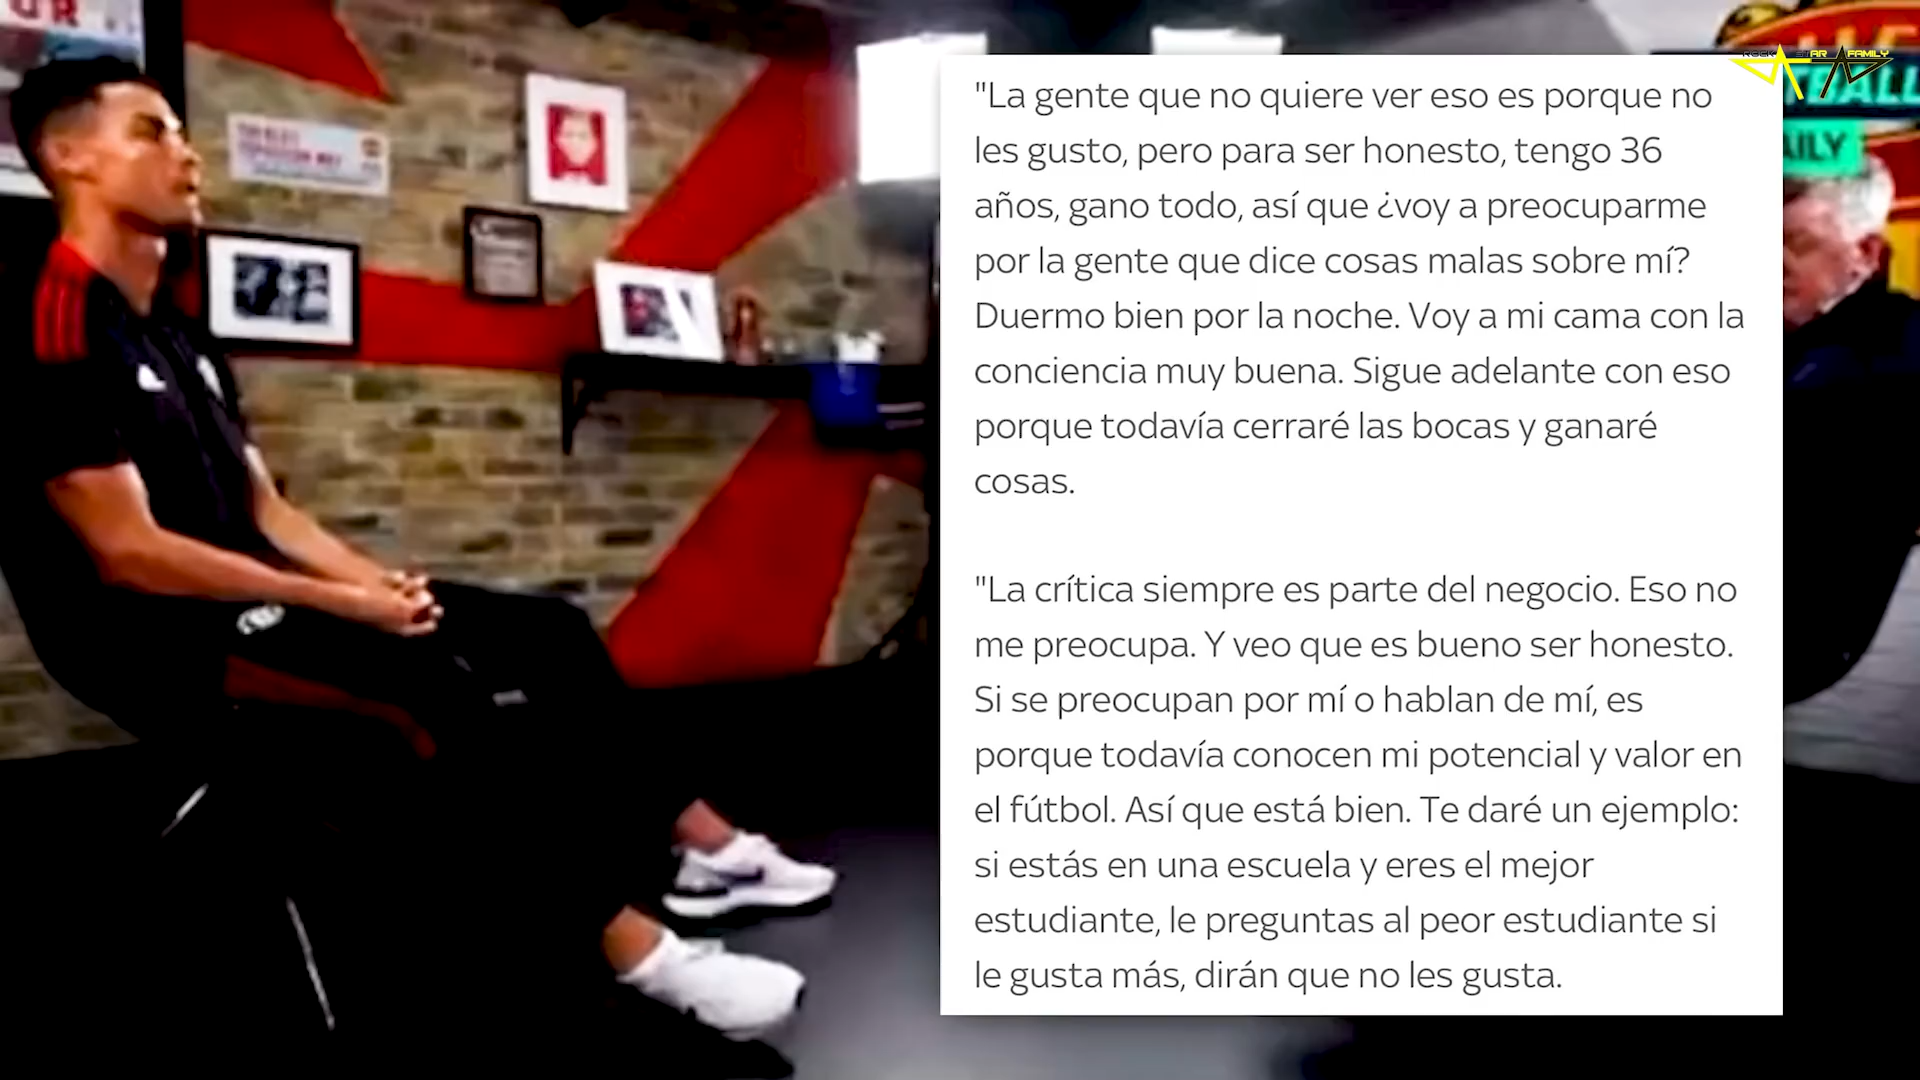 UR
ROCK STAR FAMILY
TBALL
AILY
"La gente que no quiere ver eso es porque no
les gusto, pero para ser honesto, tengo 36
años, gano todo, así que ¿voy a preocuparme
por la gente que dice cosas malas sobre mí?
Duermo bien por la noche. Voy a mi cama con la
conciencia muy buena. Sigue adelante con eso
porque todavía cerraré las bocas y ganaré
cosas.
"La crítica siempre es parte del negocio. Eso no
me preocupa. Y veo que es bueno ser honesto.
Si se preocupan por mí o hablan de mí, es
porque todavía conocen mi potencial y valor en
el fútbol. Así que está bien. Te daré un ejemplo:
si estás en una escuela y eres el mejor
estudiante, le preguntas al peor estudiante si
le gusta más, dirán que no les gusta.